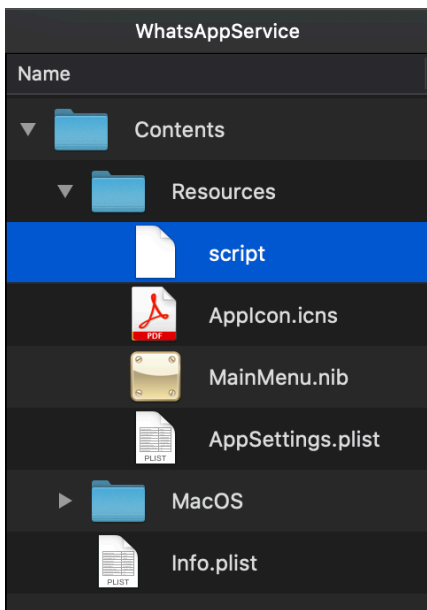 WhatsAppService
Name
Contents
Resources
script
PDF
AppIcon.icns
MainMenu.nib
PLIST
AppSettings.plist
MacOS
PLIST
Info.plist